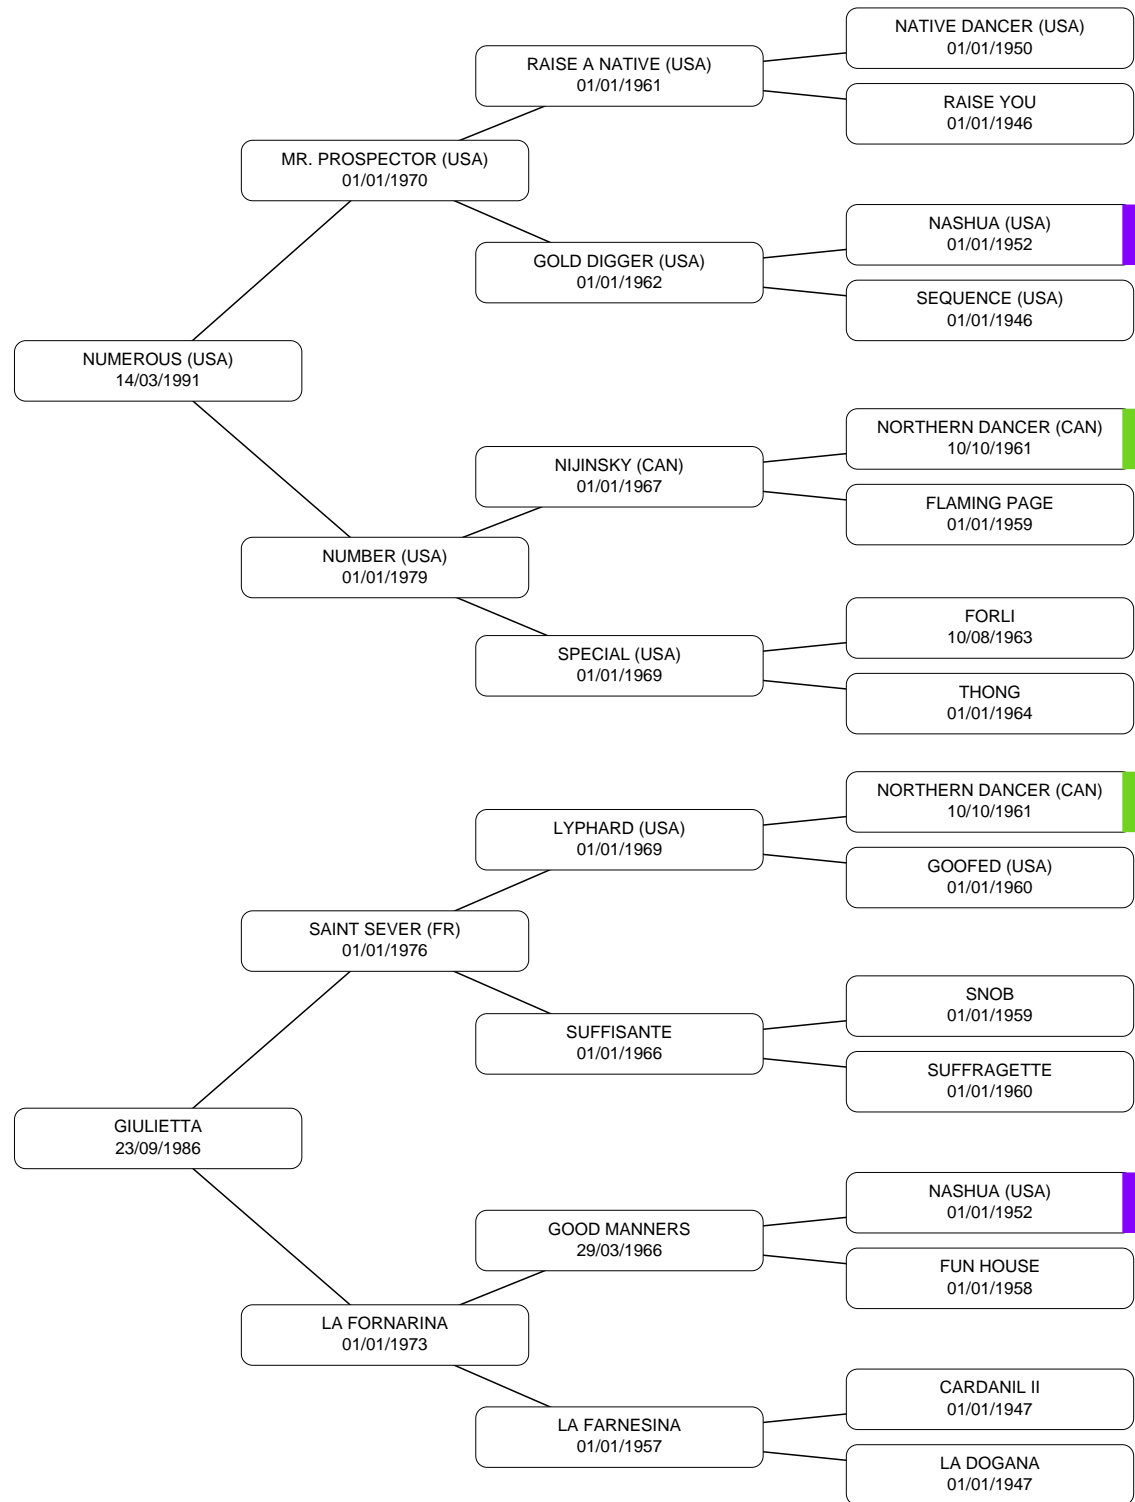 NATIVE DANCER (USA)
01/01/1950
RAISE A NATIVE (USA)
01/01/1961
RAISE YOU
01/01/1946
MR. PROSPECTOR (USA)
01/01/1970
NASHUA (USA)
01/01/1952
GOLD DIGGER (USA)
01/01/1962
SEQUENCE (USA)
01/01/1946
NUMEROUS (USA)
14/03/1991
NORTHERN DANCER (CAN)
10/10/1961
NIJINSKY (CAN)
01/01/1967
FLAMING PAGE
01/01/1959
NUMBER (USA)
01/01/1979
FORLI
10/08/1963
SPECIAL (USA)
01/01/1969
THONG
01/01/1964
NORTHERN DANCER (CAN)
10/10/1961
LYPHARD (USA)
01/01/1969
GOOFED (USA)
01/01/1960
SAINT SEVER (FR)
01/01/1976
SNOB
01/01/1959
SUFFISANTE
01/01/1966
SUFFRAGETTE
01/01/1960
GIULIETTA
23/09/1986
NASHUA (USA)
01/01/1952
GOOD MANNERS
29/03/1966
FUN HOUSE
01/01/1958
LA FORNARINA
01/01/1973
CARDANIL II
01/01/1947
LA FARNESINA
01/01/1957
LA DOGANA
01/01/1947